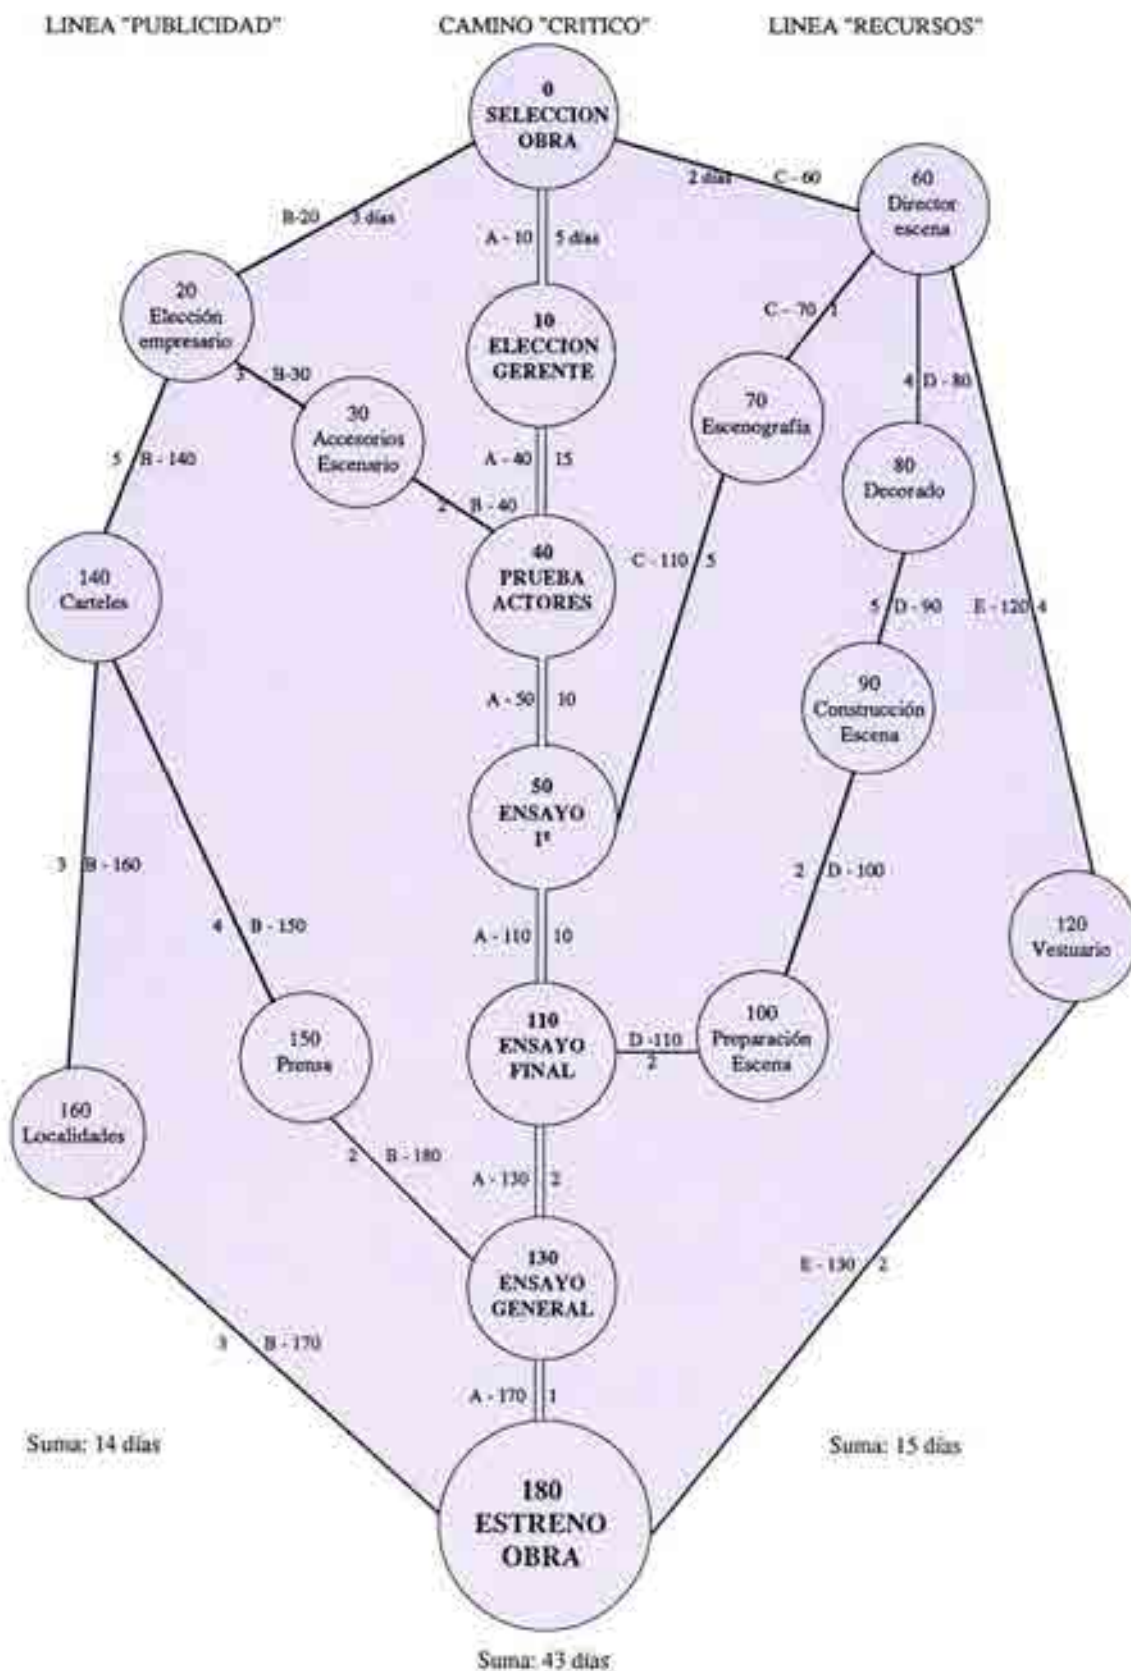 LINEA "PUBLICIDAD"
CAMINO "CRITICO"
LINEA "RECURSOS"
0
SELECCION
OBRA
2 días
C - 60
60
Director
escena
B-20
3 días
A - 10
5 días
20
Elección
empresario
10
ELECCION
GERENTE
C - 70
1
3
B-30
4
D - 80
30
Accesorios
Escenario
70
Escenografía
5
B - 140
A - 40
15
80
Decorado
2
B - 40
140
Carteles
40
PRUEBA
ACTORES
C - 110
5
5
D - 90
E - 120
4
A - 50
10
90
Construcción
Escena
50
ENSAYO
1º
3
B - 160
2
D - 100
4
B - 150
A - 110
10
120
Vestuario
150
Prensa
110
ENSAYO
FINAL
D -110
2
100
Preparación
Escena
160
Localidades
2
B - 180
A - 130
2
130
ENSAYO
GENERAL
E - 130
2
3
B - 170
A - 170
1
Suma: 14 días
Suma: 15 días
180
ESTRENO
OBRA
Suma: 43 días